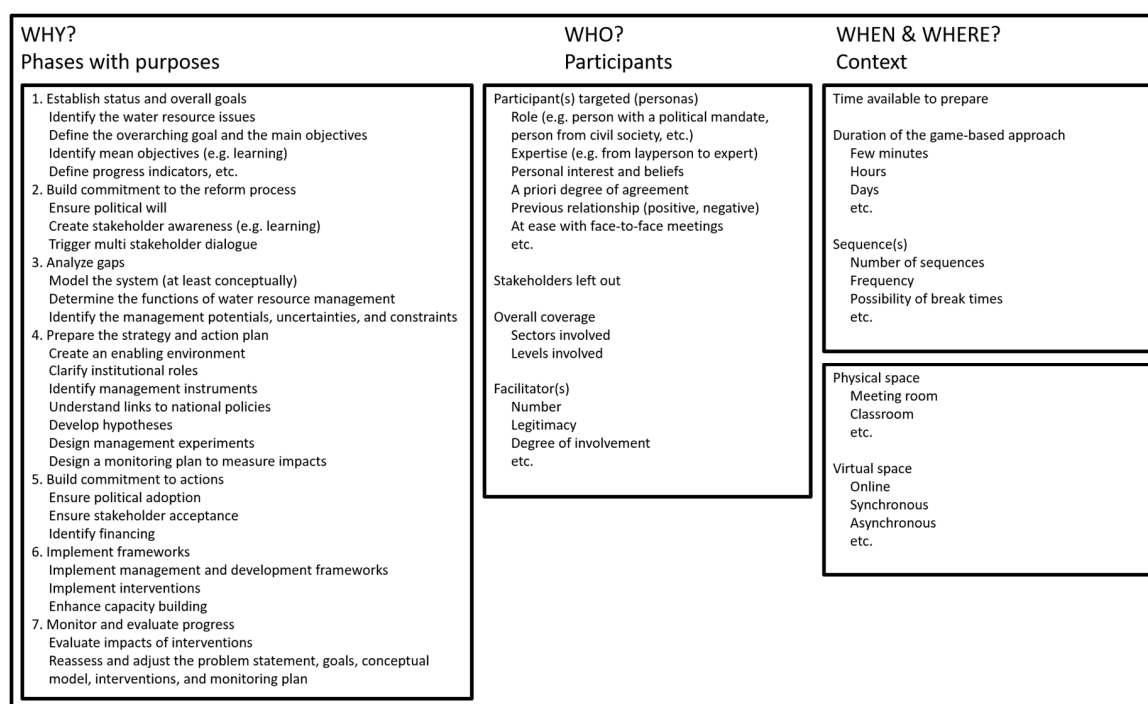 WHY?
Phases with purposes
1. Establish status and overall goals
Identify the water resource issues
Define the overarching goal and the main objectives
Identify mean objectives (e.g. learning)
Define progress indicators, etc.
2. Build commitment to the reform process
Ensure political will
Create stakeholder awareness (e.g. learning)
Trigger multi stakeholder dialogue
3. Analyze gaps
Model the system (at least conceptually)
Determine the functions of water resource management
Identify the management potentials, uncertainties, and constraints
4. Prepare the strategy and action plan
Create an enabling environment
Clarify institutional roles
Identify management instruments
Understand links to national policies
Develop hypotheses
Design management experiments
Design a monitoring plan to measure impacts
5. Build commitment to actions
Ensure political adoption
Ensure stakeholder acceptance
Identify financing
6. Implement frameworks
Implement management and development frameworks
Implement interventions
Enhance capacity building
7. Monitor and evaluate progress
Evaluate impacts of interventions
Reassess and adjust the problem statement, goals, conceptual
model, interventions, and monitoring plan
WHO?
Participants
Participant(s) targeted (personas)
Role (e.g. person with a political mandate,
person from civil society, etc.)
Expertise (e.g. from layperson to expert)
Personal interest and beliefs
A priori degree of agreement
Previous relationship (positive, negative)
At ease with face-to-face meetings
etc.
Stakeholders left out
Overall coverage
Sectors involved
Levels involved
Facilitator(s)
Number
Legitimacy
Degree of involvement
etc.
WHEN & WHERE?
Context
Time available to prepare
Duration of the game-based approach
Few minutes
Hours
Days
etc.
Sequence(s)
Number of sequences
Frequency
Possibility of break times
etc.
Physical space
Meeting room
Classroom
etc.
Virtual space
Online
Synchronous
Asynchronous
etc.